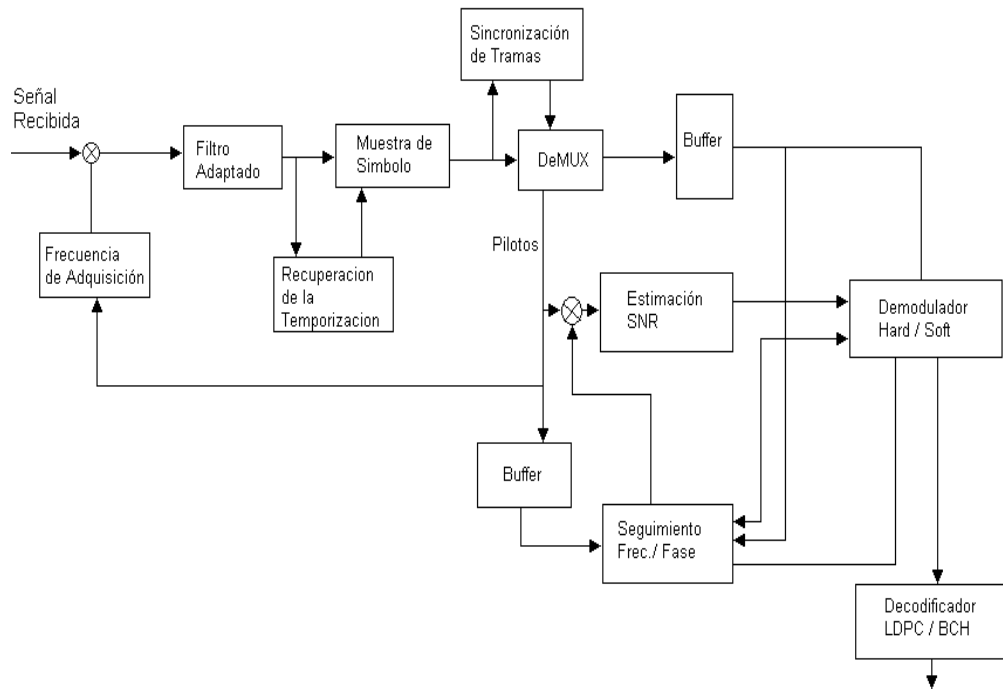 Sincronización
de Tramas
Señal
Recibida
Filtro
Adaptado
Muestra de
Simbolo
DeMUX
Buffer
Pilotos
Frecuencia
de Adquisición
Recuperacion
de la
Temporizacion
Estimación
SNR
Demodulador
Hard / Soft
Buffer
Seguimiento
Frec./ Fase
Decodificador
LDPC / BCH